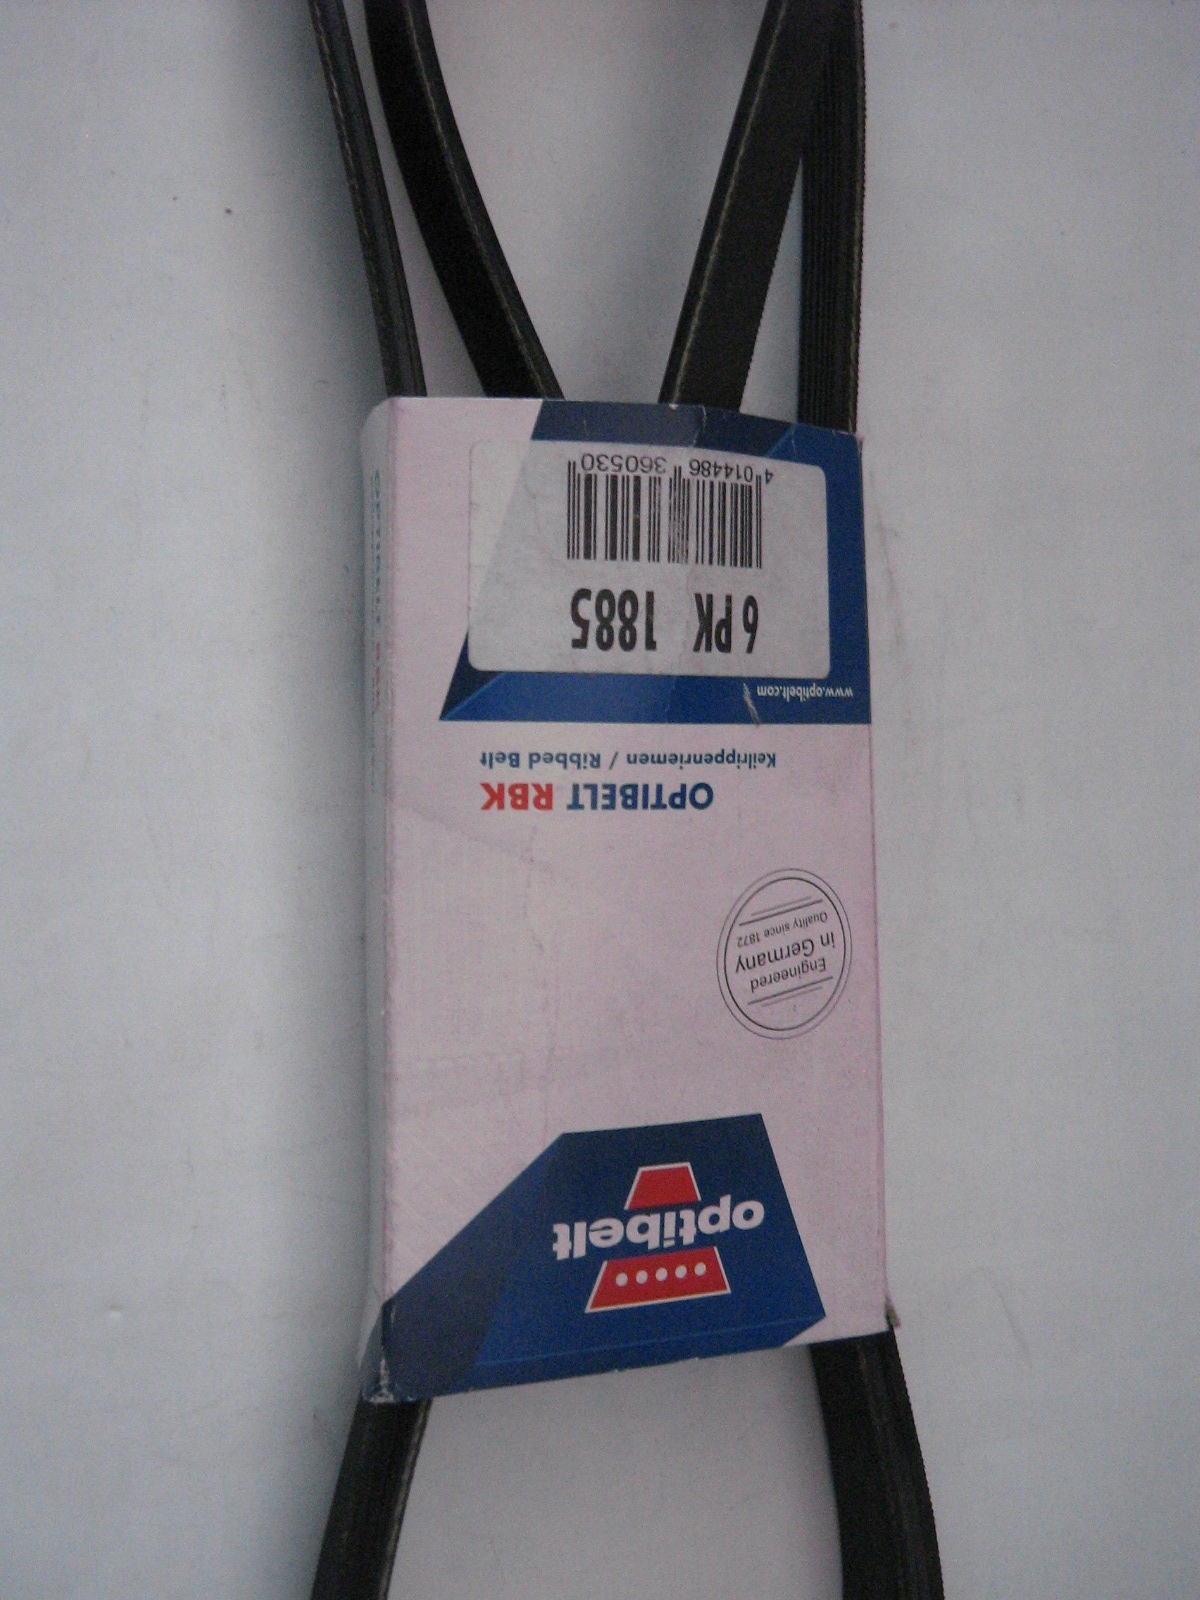 optibelt
Engineered
in Germany
Quality since 1872
OPTIBELT RBK
Keilrippenriemen / Ribbed Belt
www.optibelt.com
6 PK 1885
4 014486 360530